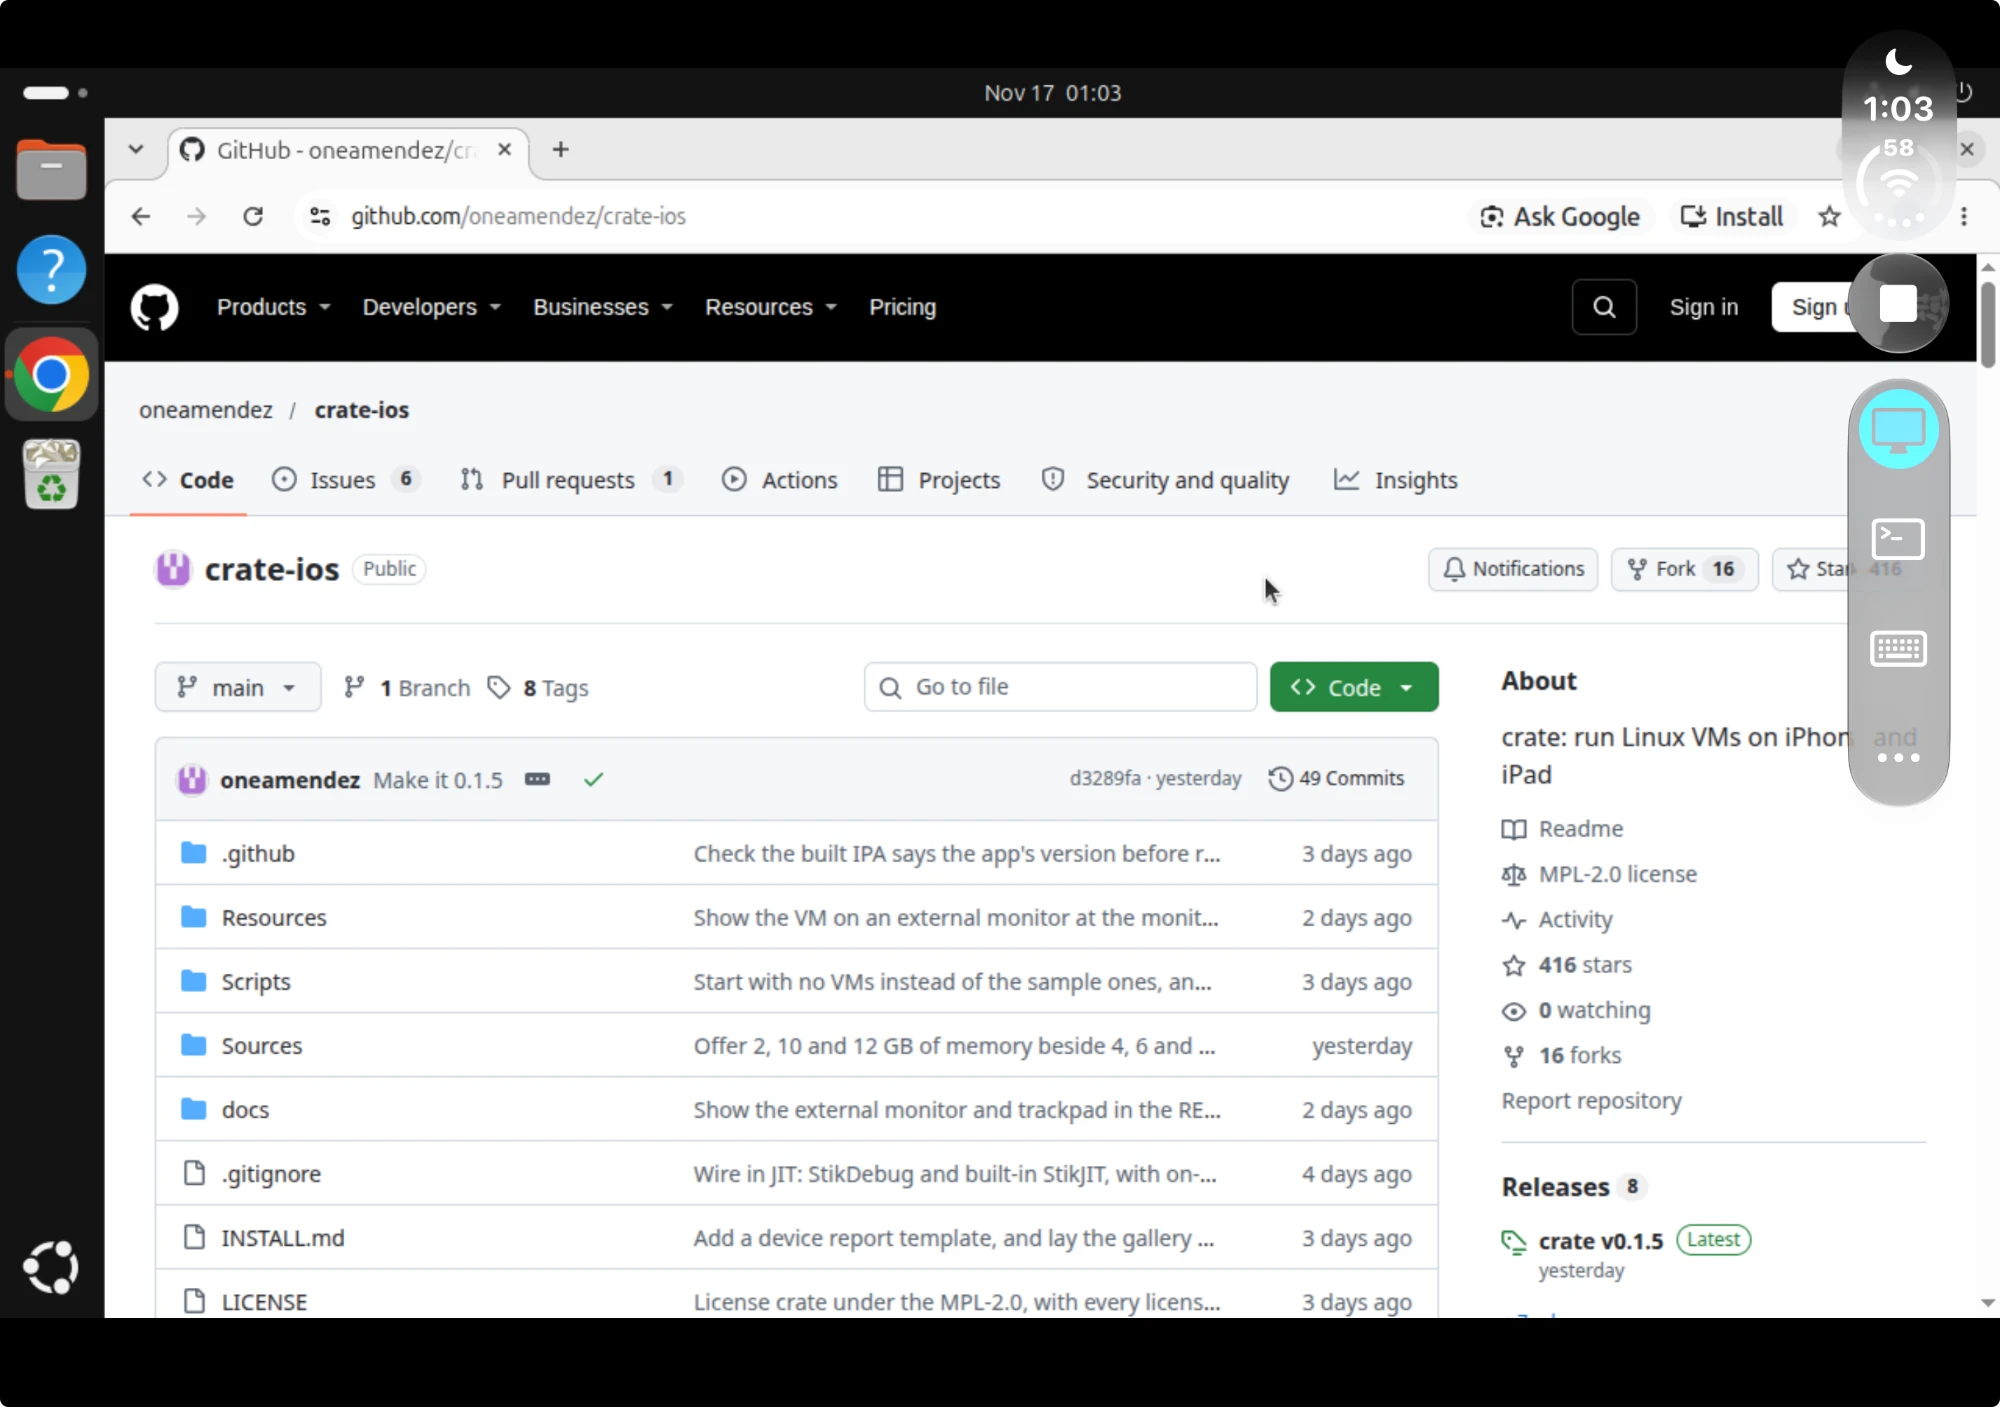 Nov 17 01:03
1:03
58
GitHub - oneamendez/cr
github.com/oneamendez/crate-ios
Ask Google
Install
Products
Developers
Businesses
Resources
Pricing
Sign in
Sign
oneamendez / crate-ios
Code
Issues 6
Pull requests 1
Actions
Projects
Security and quality
Insights
crate-ios
Public
Notifications
Fork 16
Star 416
main
1 Branch
8 Tags
Go to file
Code
oneamendez Make it 0.1.5
d3289fa · yesterday
49 Commits
.github Check the built IPA says the app's version before r... 3 days ago
Resources Show the VM on an external monitor at the monit... 2 days ago
Scripts Start with no VMs instead of the sample ones, an... 3 days ago
Sources Offer 2, 10 and 12 GB of memory beside 4, 6 and ... yesterday
docs Show the external monitor and trackpad in the RE... 2 days ago
.gitignore Wire in JIT: StikDebug and built-in StikJIT, with on-... 4 days ago
INSTALL.md Add a device report template, and lay the gallery ... 3 days ago
LICENSE License crate under the MPL-2.0, with every licens... 3 days ago
About
crate: run Linux VMs on iPhon and
iPad
Readme
MPL-2.0 license
Activity
416 stars
0 watching
16 forks
Report repository
Releases 8
crate v0.1.5 Latest
yesterday